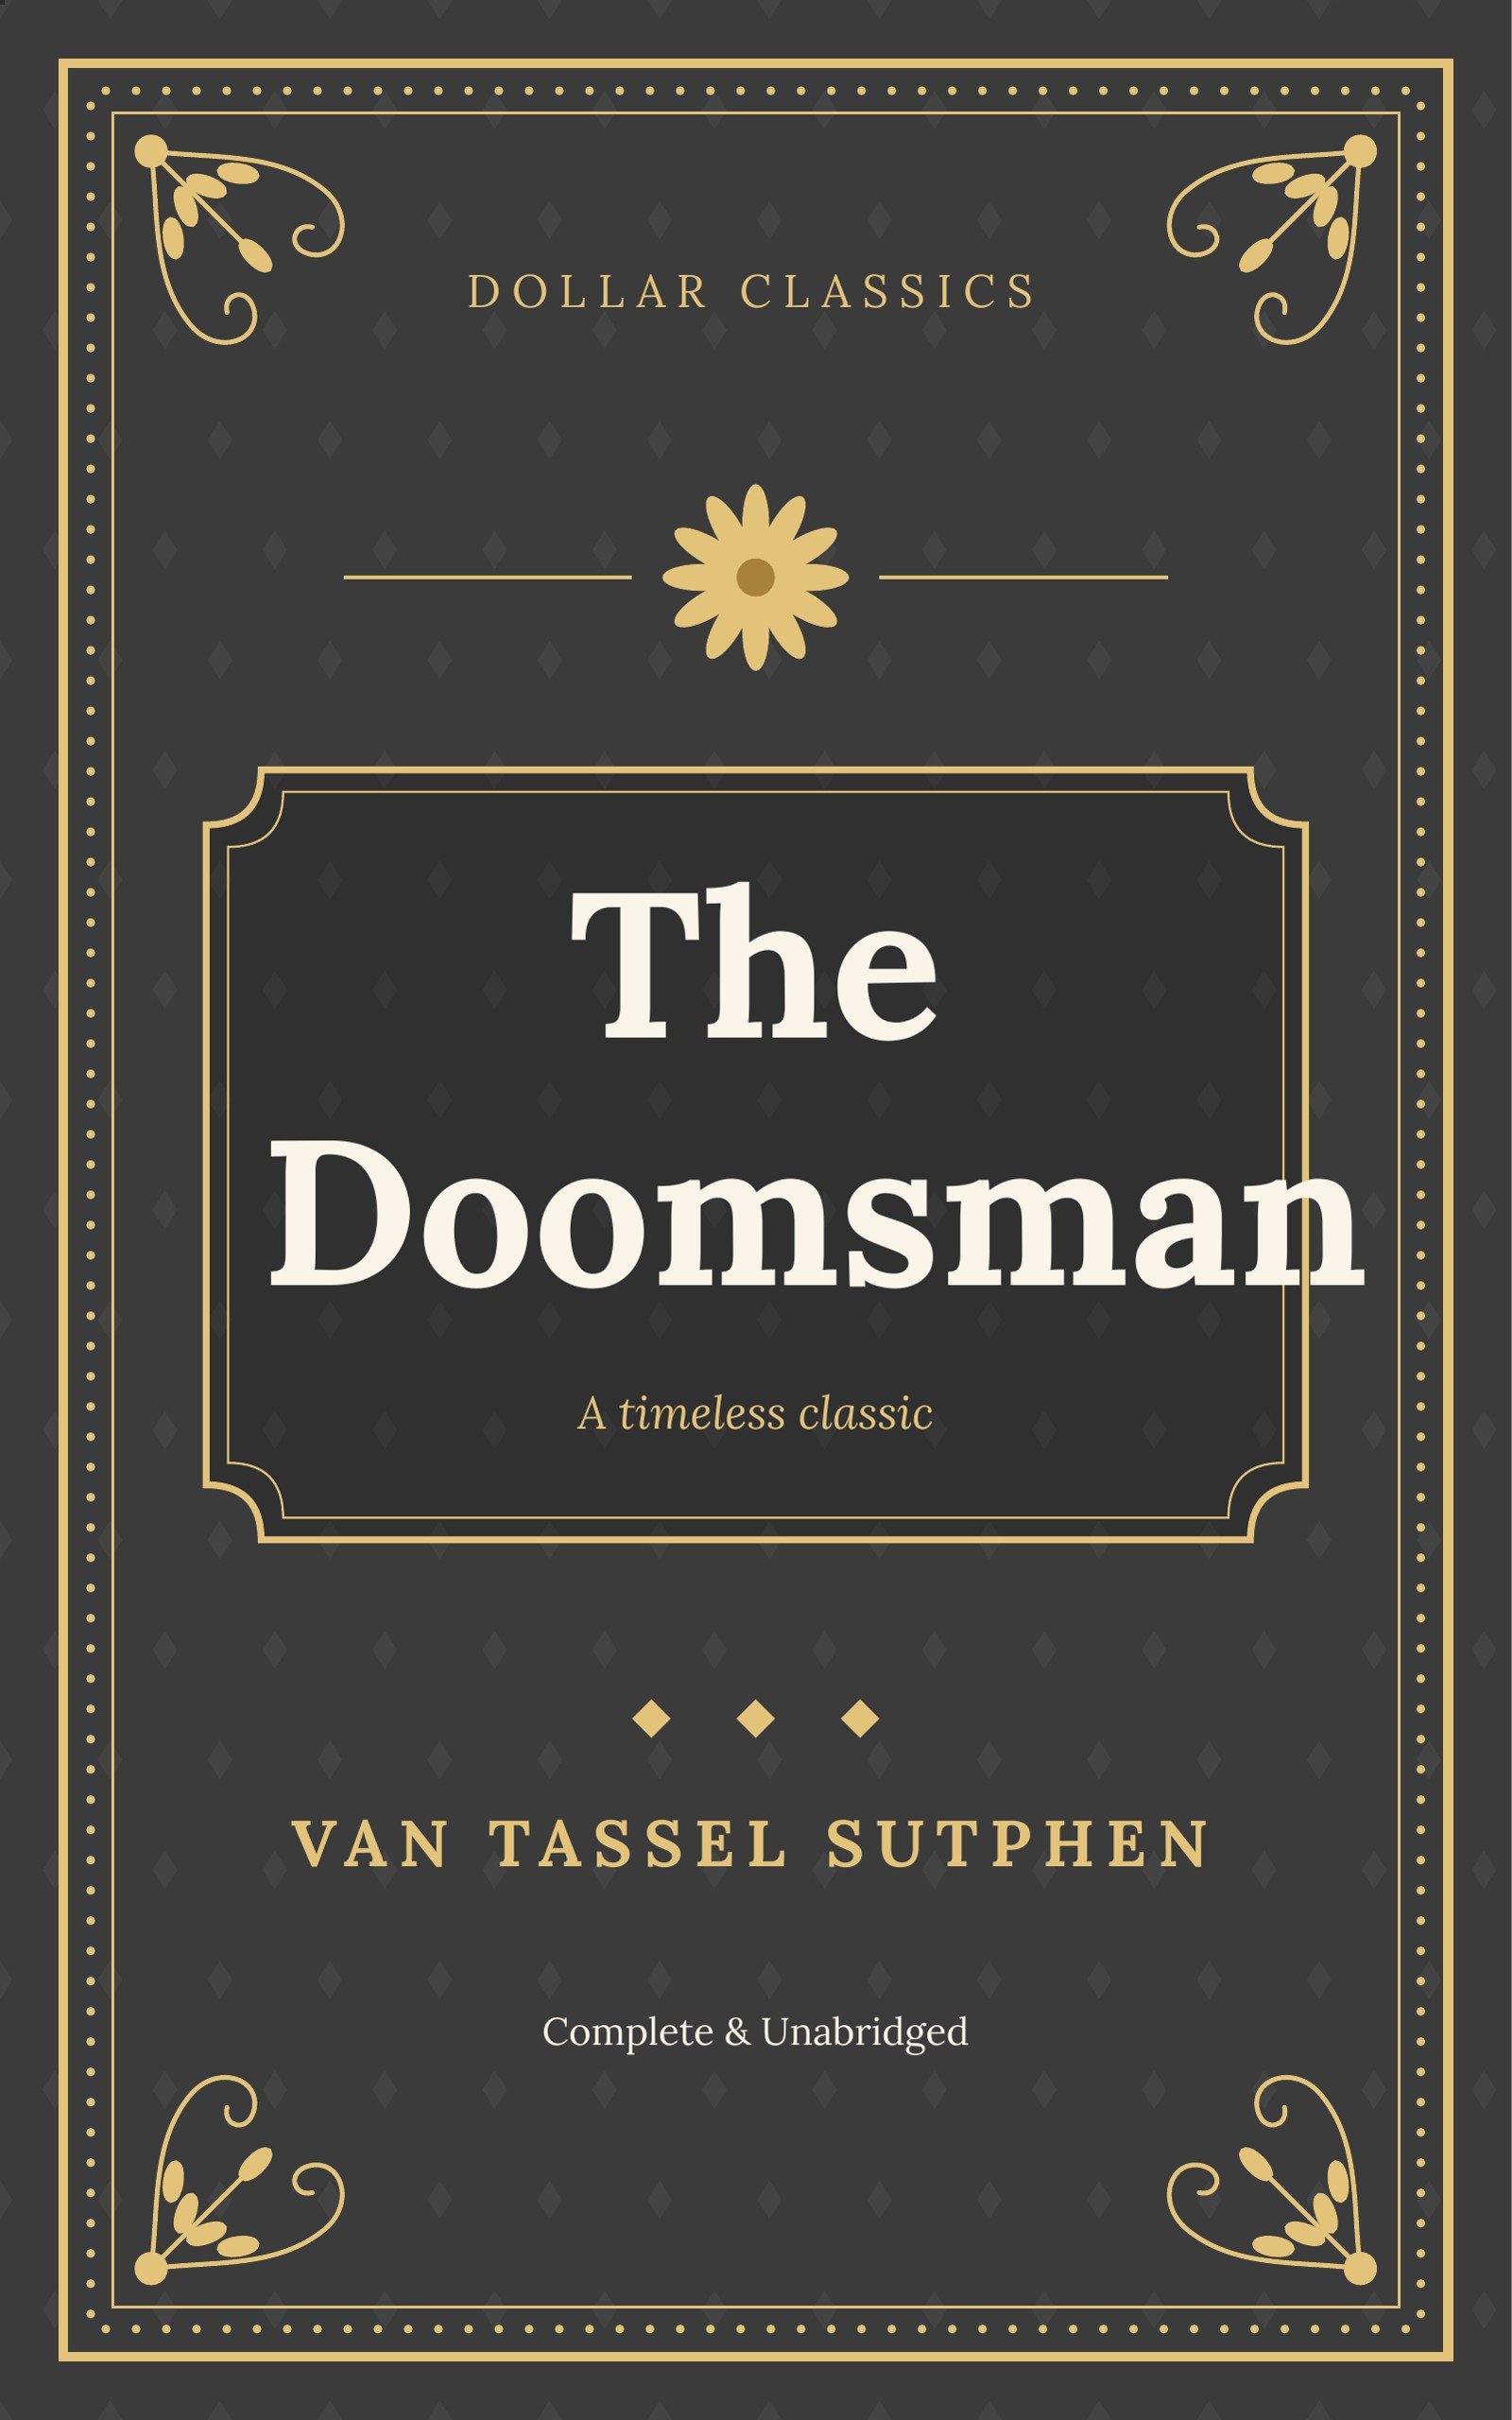 DOLLAR CLASSICS
The
Doomsman
A timeless classic
VAN TASSEL SUTPHEN
Complete & Unabridged